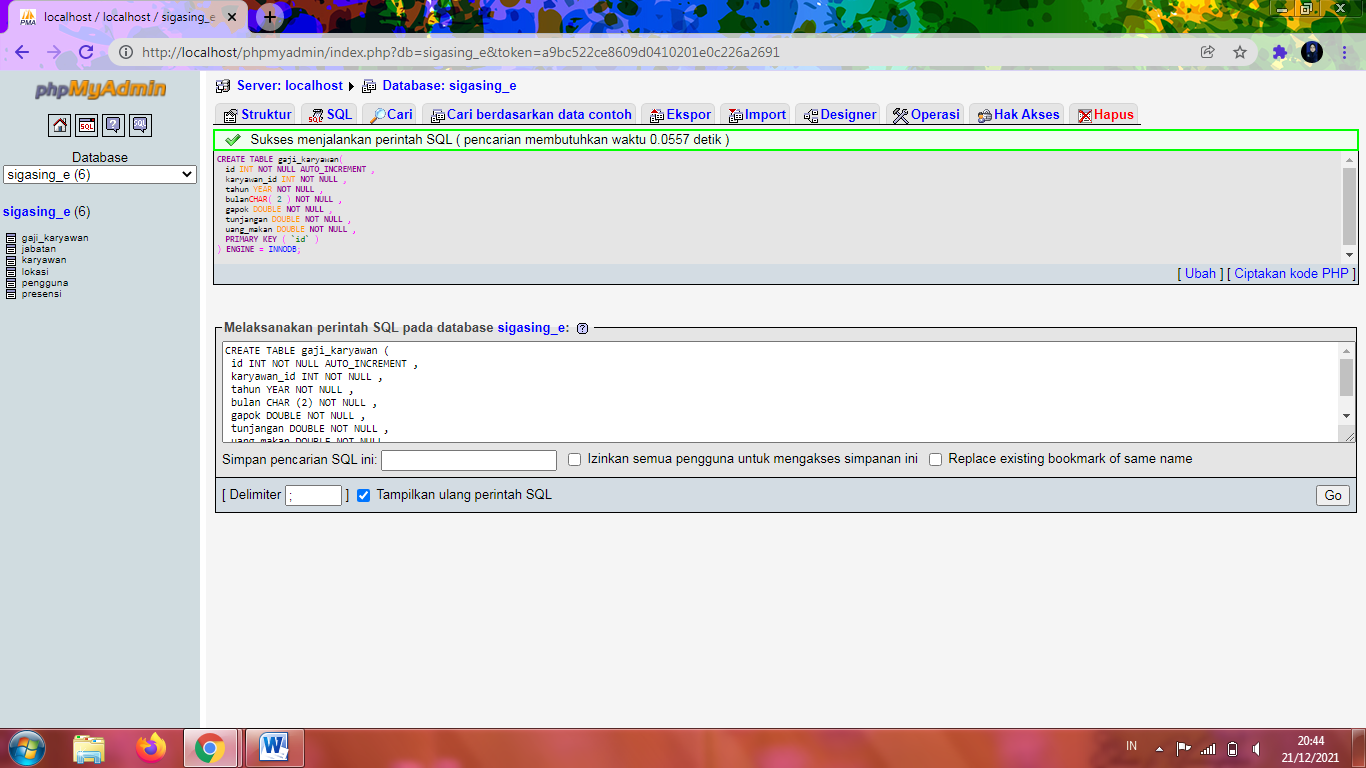 localhost / localhost / sigasing_e
http://localhost/phpmyadmin/index.php?db=sigasing_e&token=a9bc522ce8609d0410201e0c226a2691
phpMyAdmin
Server: localhost Database: sigasing_e
Struktur SQL Cari Cari berdasarkan data contoh Ekspor Import Designer Operasi Hak Akses Hapus
SQL
Database
sigasing_e (6)
sigasing_e (6)
gaji_karyawan
jabatan
karyawan
lokasi
pengguna
presensi
Sukses menjalankan perintah SQL ( pencarian membutuhkan waktu 0.0557 detik )
CREATE TABLE gaji_karyawan(
id INT NOT NULL AUTO_INCREMENT ,
karyawan_id INT NOT NULL ,
tahun YEAR NOT NULL ,
bulanCHAR( 2 ) NOT NULL ,
gapok DOUBLE NOT NULL ,
tunjangan DOUBLE NOT NULL ,
uang_makan DOUBLE NOT NULL ,
PRIMARY KEY ( `id` )
) ENGINE = INNODB;
[ Ubah ] [ Ciptakan kode PHP ]
Melaksanakan perintah SQL pada database sigasing_e:
CREATE TABLE gaji_karyawan (
id INT NOT NULL AUTO_INCREMENT ,
karyawan_id INT NOT NULL ,
tahun YEAR NOT NULL ,
bulan CHAR (2) NOT NULL ,
gapok DOUBLE NOT NULL ,
tunjangan DOUBLE NOT NULL ,
uang_makan DOUBLE NOT NULL
Simpan pencarian SQL ini: Izinkan semua pengguna untuk mengakses simpanan ini Replace existing bookmark of same name
[ Delimiter ; ] Tampilkan ulang perintah SQL Go
IN
20:44
21/12/2021